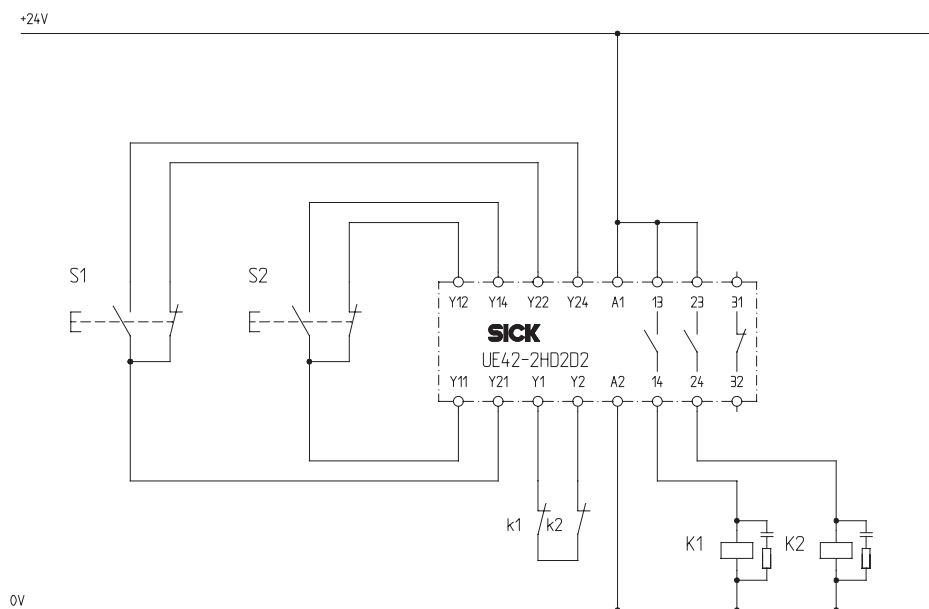 +24V
S1
S2
Y12 Y14 Y22 Y24 A1 13 23 31
SICK
UE42-2HD2D2
Y11 Y21 Y1 Y2 A2 14 24 32
k1 k2
K1 K2
0V